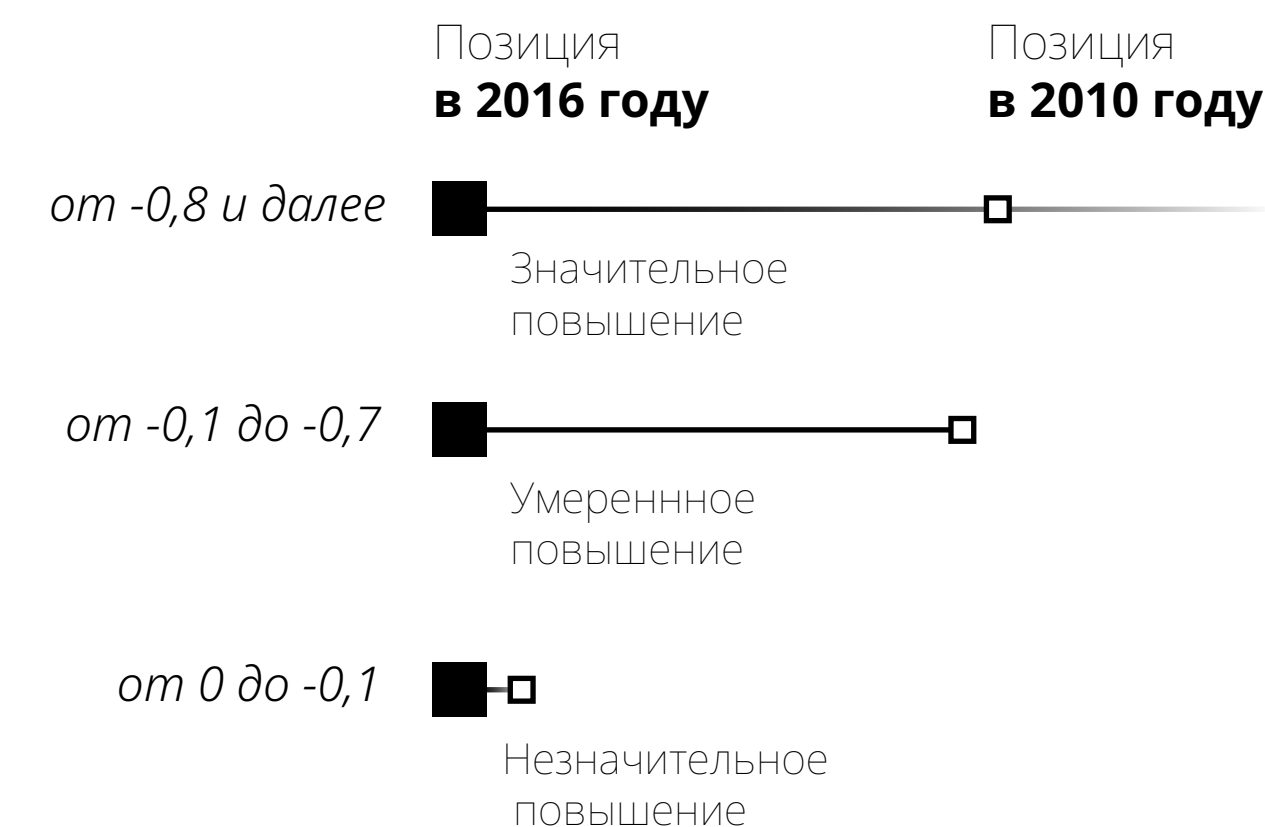 Позиция
в 2016 году
Позиция
в 2010 году
от -0,8 и далее
Значительное
повышение
от -0,1 до -0,7
Умереннное
повышение
от 0 до -0,1
Незначительное
повышение